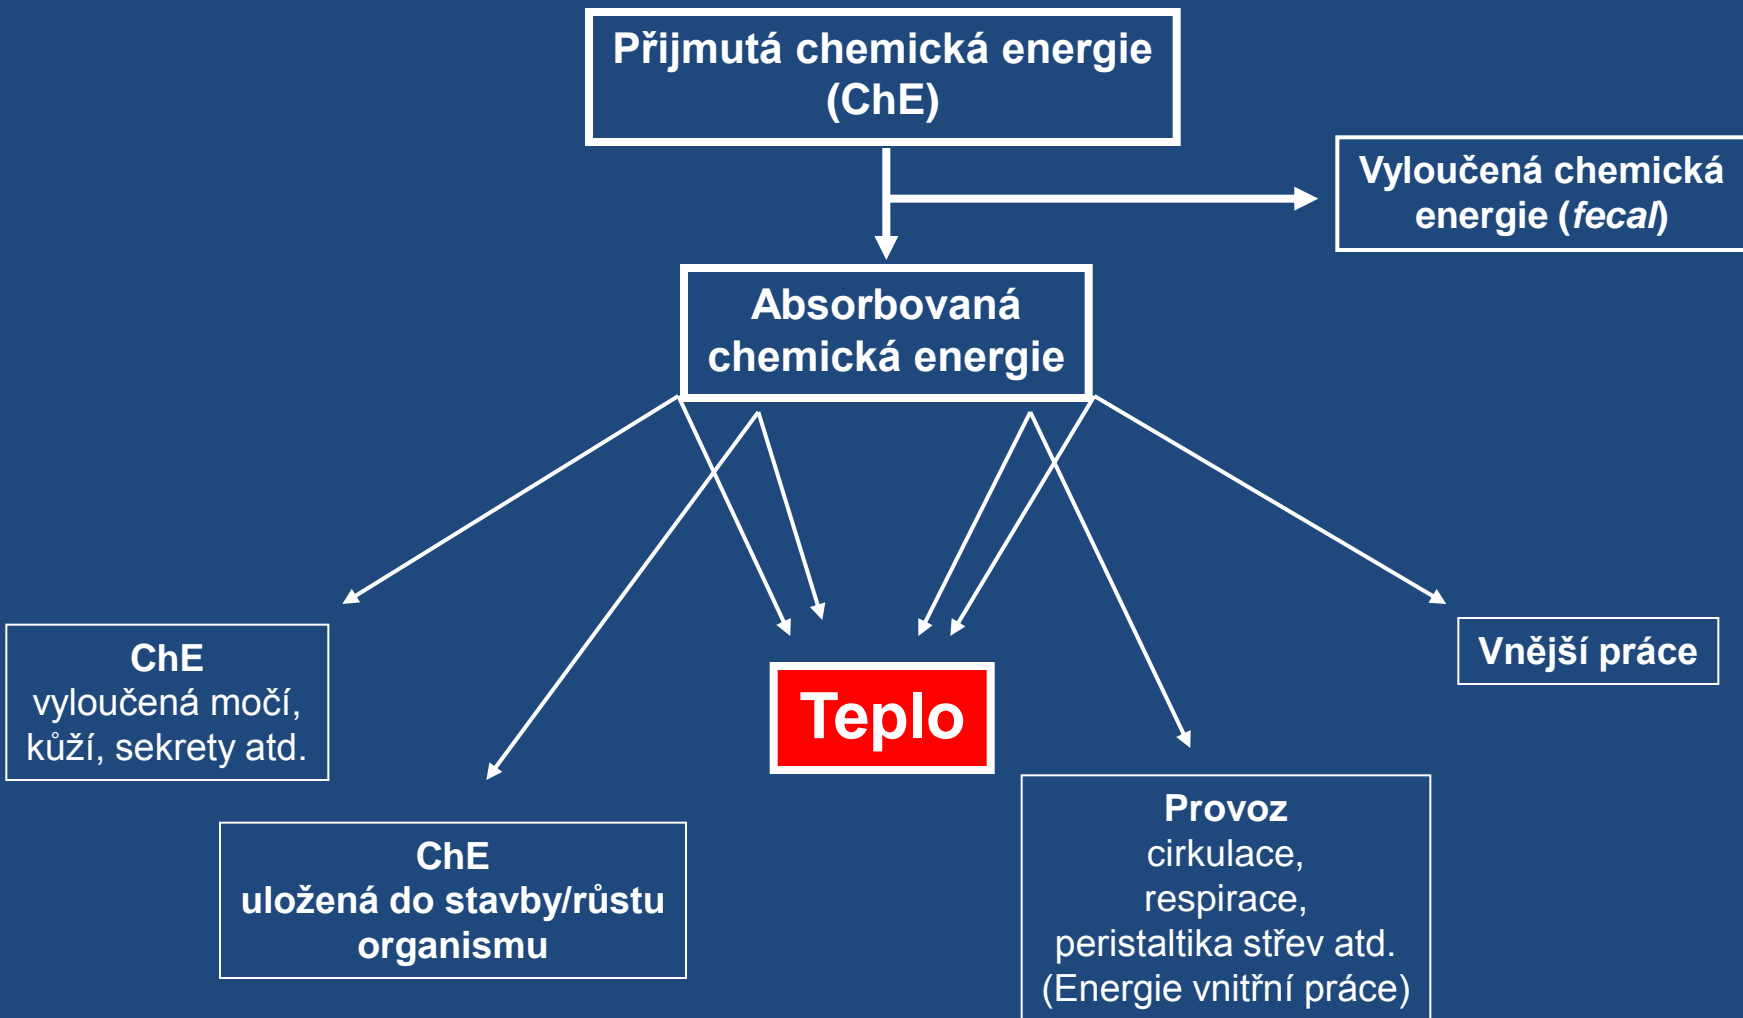 Přijmutá chemická energie
(ChE)
Vyloučená chemická
energie (fecal)
Absorbovaná
chemická energie
ChE
vyloučená močí,
kůží, sekrety atd.
ChE
uložená do stavby/růstu
organismu
Teplo
Provoz
cirkulace,
respirace,
peristaltika střev atd.
(Energie vnitřní práce)
Vnější práce